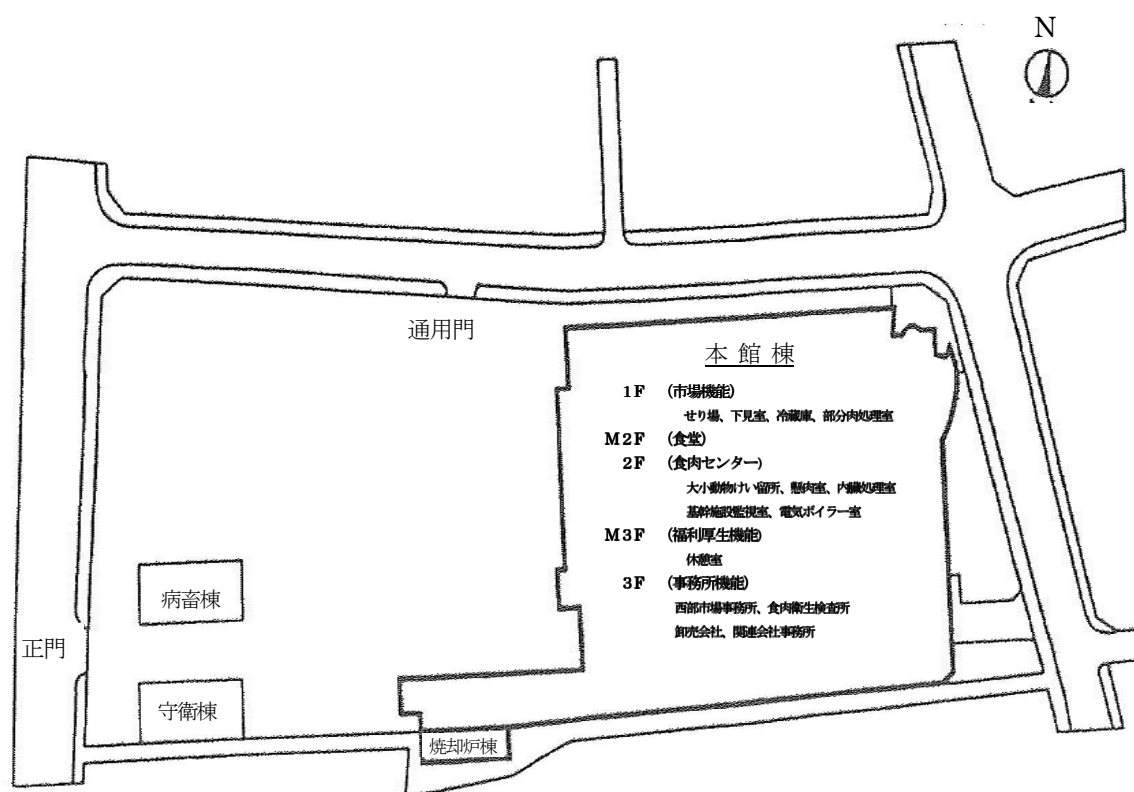 N
通用門
本館棟
1F （市場機能）
せり場、下見室、冷蔵庫、部分肉処理室
M2F （食堂）
2F （食肉センター）
大小動物けい留所、懸肉室、内臓処理室
基幹施設監視室、電気ボイラー室
M3F （福利厚生機能）
休憩室
3F （事務所機能）
西部市場事務所、食肉衛生検査所
卸売会社、関連会社事務所
病畜棟
正門
守衛棟
焼却炉棟